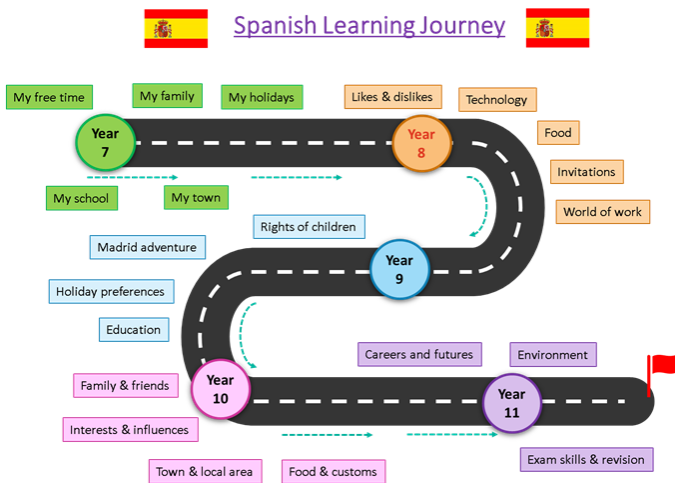 Spanish Learning Journey
My free time
My family
My holidays
Likes & dislikes
Technology
Year
7
Year
8
Food
Invitations
World of work
My school
My town
Rights of children
Madrid adventure
Year
9
Holiday preferences
Education
Careers and futures
Environment
Family & friends
Year
10
Year
11
Interests & influences
Exam skills & revision
Town & local area
Food & customs